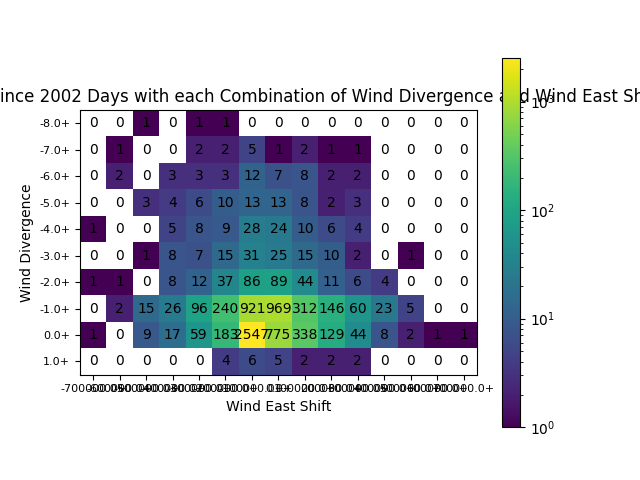 ince 2002 Days with each Combination of Wind Divergence and Wind East Sh
-8.0+ 0 0 1 0 1 1 0 0 0 0 0 0 0 0 0
-7.0+ 0 1 0 0 2 2 5 1 2 1 1 0 0 0 0
-6.0+ 0 2 0 3 3 3 12 7 8 2 2 0 0 0 0
-5.0+ 0 0 3 4 6 10 13 13 8 2 3 0 0 0 0
-4.0+ 1 0 0 5 8 9 28 24 10 6 4 0 0 0 0
-3.0+ 0 0 1 8 7 15 31 25 15 10 2 0 1 0 0
-2.0+ 1 1 0 8 12 37 86 89 44 11 6 4 0 0 0
-1.0+ 0 2 15 26 96 240 921 969 312 146 60 23 5 0 0
0.0+ 1 0 9 17 59 183 2547 775 338 129 44 8 2 1 1
1.0+ 0 0 0 0 0 4 6 5 2 2 2 0 0 0 0
Wind Divergence
Wind East Shift
10³
10²
10¹
10⁰